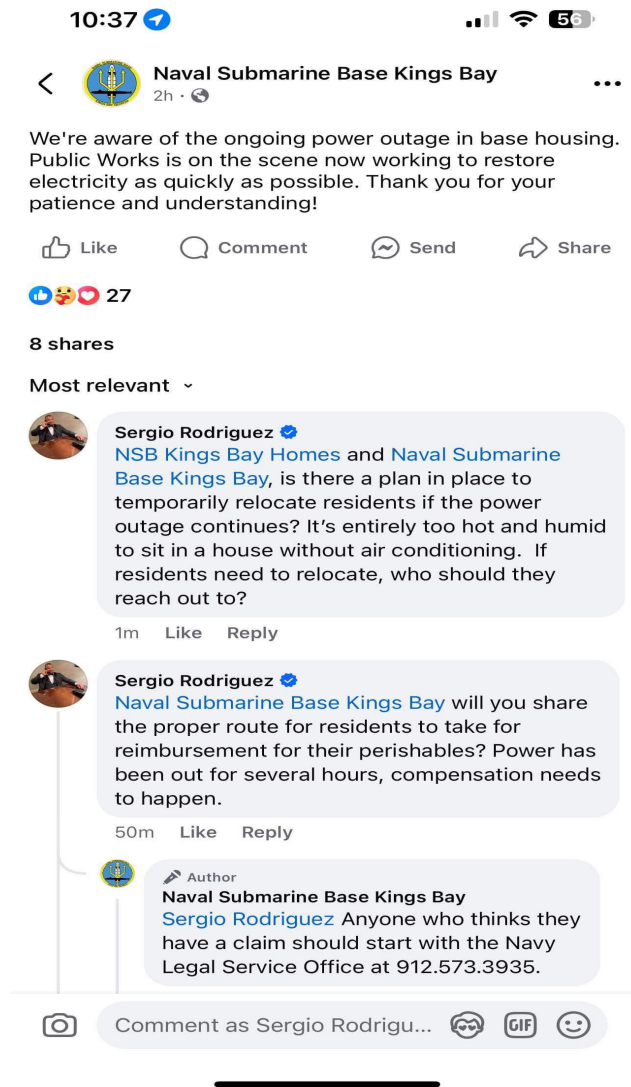 10:37
56
Naval Submarine Base Kings Bay
2h ·
We're aware of the ongoing power outage in base housing.
Public Works is on the scene now working to restore
electricity as quickly as possible. Thank you for your
patience and understanding!
Like Comment Send Share
27
8 shares
Most relevant
Sergio Rodriguez
NSB Kings Bay Homes and Naval Submarine
Base Kings Bay, is there a plan in place to
temporarily relocate residents if the power
outage continues? It’s entirely too hot and humid
to sit in a house without air conditioning. If
residents need to relocate, who should they
reach out to?
1m Like Reply
Sergio Rodriguez
Naval Submarine Base Kings Bay will you share
the proper route for residents to take for
reimbursement for their perishables? Power has
been out for several hours, compensation needs
to happen.
50m Like Reply
Author
Naval Submarine Base Kings Bay
Sergio Rodriguez Anyone who thinks they
have a claim should start with the Navy
Legal Service Office at 912.573.3935.
Comment as Sergio Rodrigu...
GIF